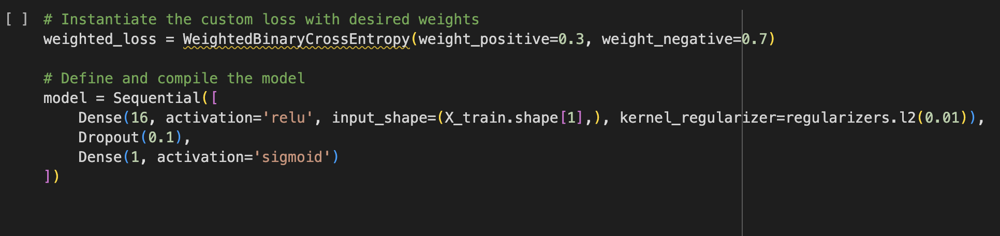 [ ] # Instantiate the custom loss with desired weights
weighted_loss = WeightedBinaryCrossEntropy(weight_positive=0.3, weight_negative=0.7)

# Define and compile the model
model = Sequential([
    Dense(16, activation='relu', input_shape=(X_train.shape[1],), kernel_regularizer=regularizers.l2(0.01)),
    Dropout(0.1),
    Dense(1, activation='sigmoid')
])